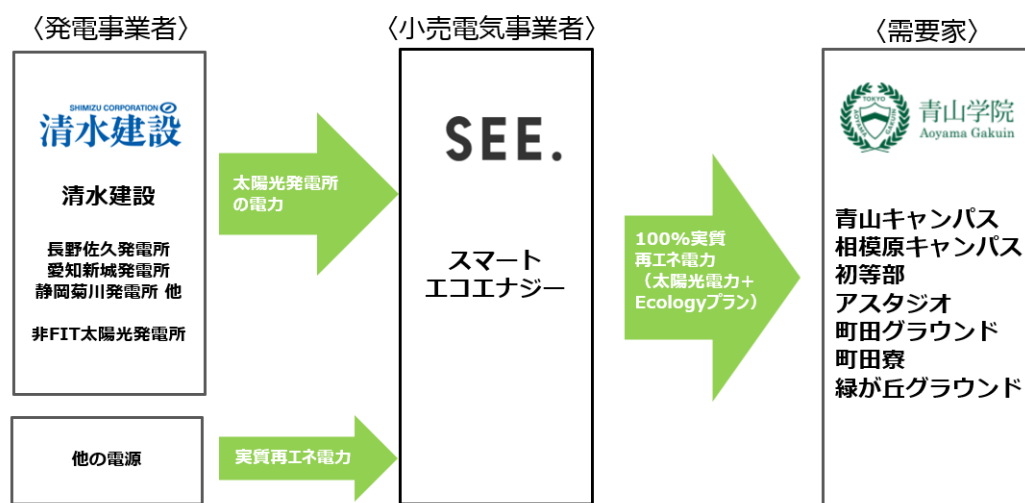 〈発電事業者〉
SHIMIZU CORPORATION
清水建設
清水建設
長野佐久発電所
愛知新城発電所
静岡菊川発電所 他
非FIT太陽光発電所
他の電源
太陽光発電所
の電力
実質再エネ電力
〈小売電気事業者〉
SEE.
スマート
エコエナジー
100%実質
再エネ電力
（太陽光電力＋
Ecologyプラン）
〈需要家〉
TOKYO
AOYAMA GAKUIN
青山学院
Aoyama Gakuin
青山キャンパス
相模原キャンパス
初等部
アスタジオ
町田グラウンド
町田寮
緑が丘グラウンド